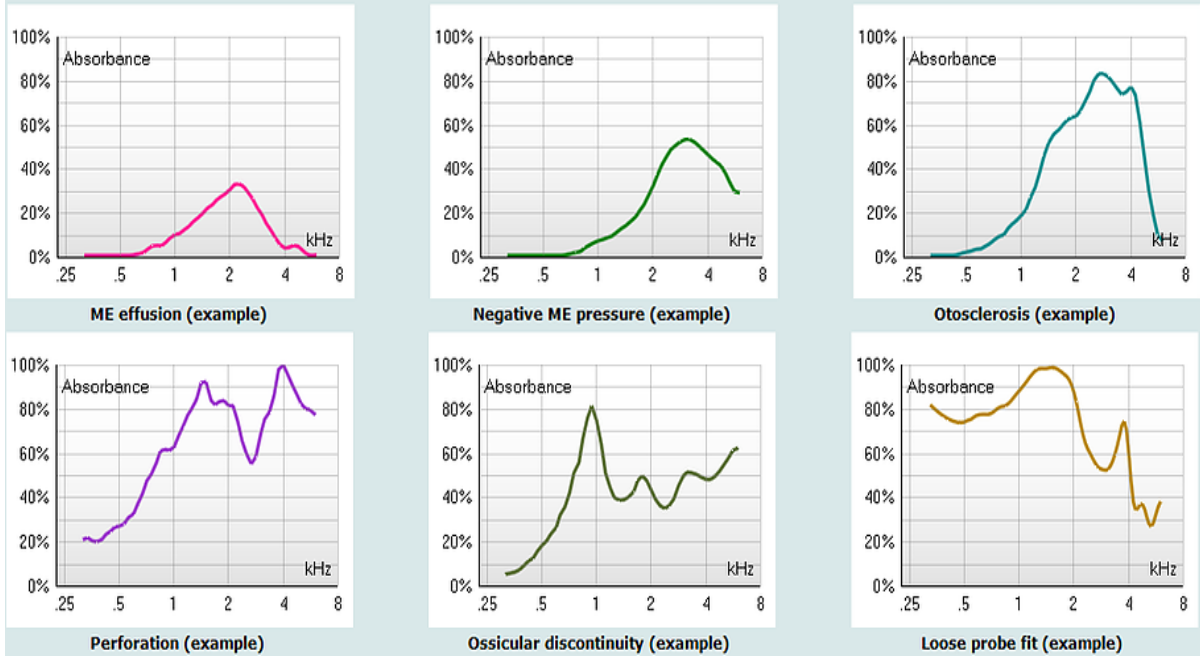 100%
Absorbance
80%
60%
40%
20%
kHz
0%
.25 .5 1 2 4 8
ME effusion (example)
100%
Absorbance
80%
60%
40%
20%
kHz
0%
.25 .5 1 2 4 8
Negative ME pressure (example)
100%
Absorbance
80%
60%
40%
20%
kHz
0%
.25 .5 1 2 4 8
Otosclerosis (example)
100%
Absorbance
80%
60%
40%
20%
kHz
0%
.25 .5 1 2 4 8
Perforation (example)
100%
Absorbance
80%
60%
40%
20%
kHz
0%
.25 .5 1 2 4 8
Ossicular discontinuity (example)
100%
Absorbance
80%
60%
40%
20%
kHz
0%
.25 .5 1 2 4 8
Loose probe fit (example)